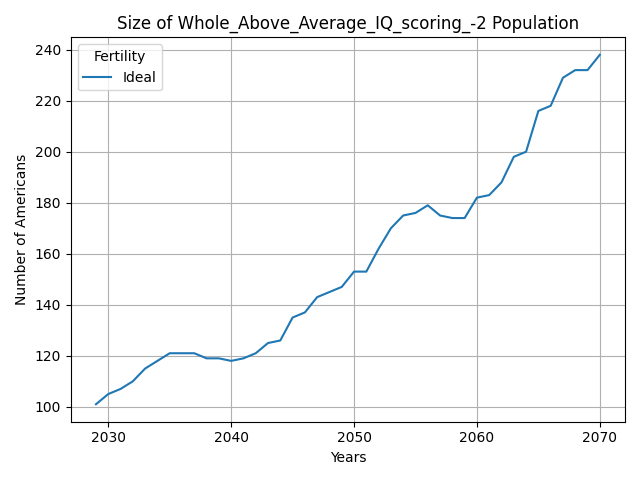 Size of Whole_Above_Average_IQ_scoring_-2 Population
Fertility
Ideal
Number of Americans
240
220
200
180
160
140
120
100
2030 2040 2050 2060 2070
Years